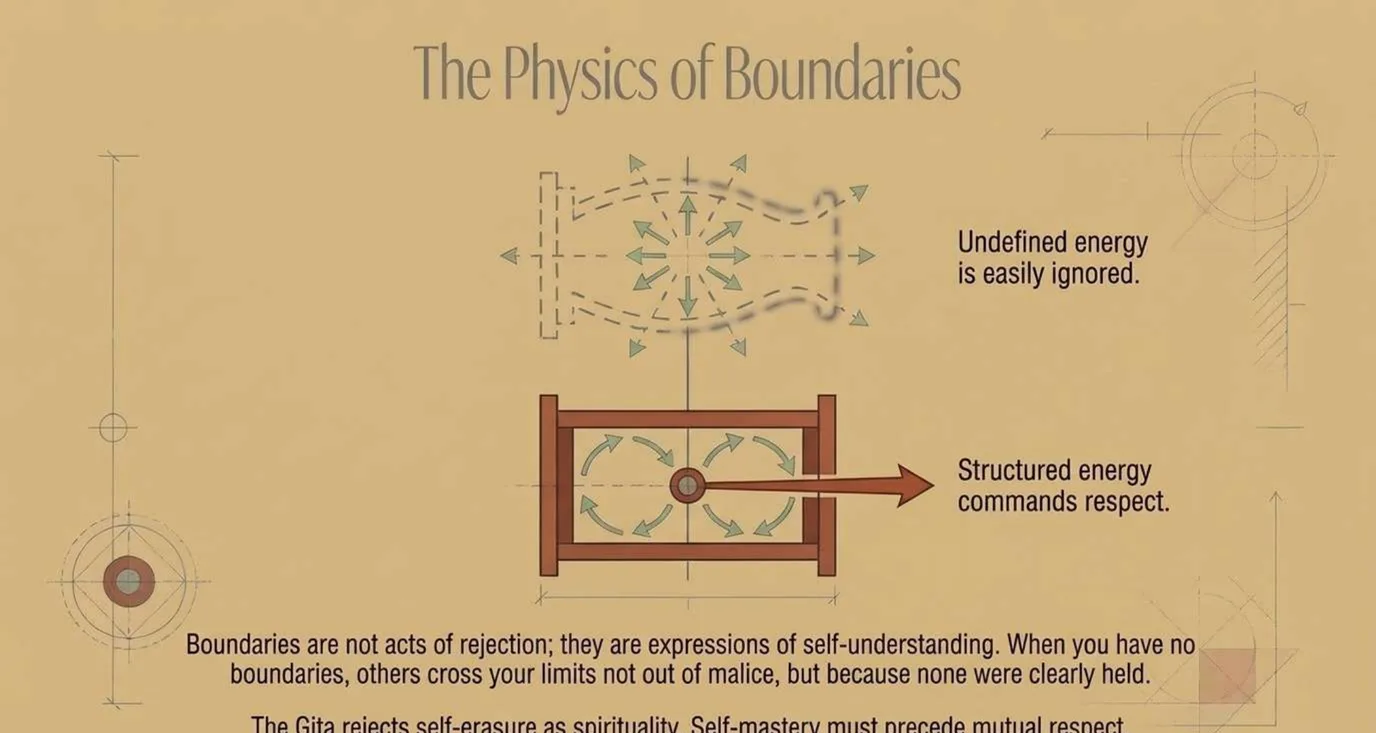 The Physics of Boundaries
Undefined energy
is easily ignored.
Structured energy
commands respect.
Boundaries are not acts of rejection; they are expressions of self-understanding. When you have no
boundaries, others cross your limits not out of malice, but because none were clearly held.
The Gita rejects self-erasure as spirituality. Self-mastery must precede mutual respect